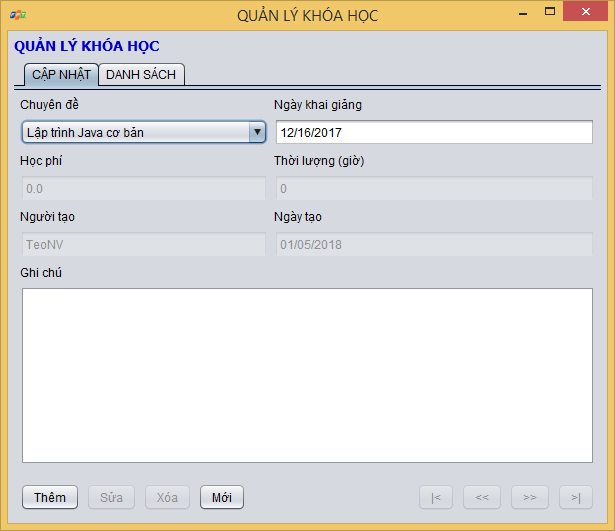 QUẢN LÝ KHÓA HỌC
QUẢN LÝ KHÓA HỌC
CẬP NHẬT DANH SÁCH
Chuyên đề Ngày khai giảng
Lập trình Java cơ bản 12/16/2017
Học phí Thời lượng (giờ)
0.0 0
Người tạo Ngày tạo
TeoNV 01/05/2018
Ghi chú
Thêm Sửa Xóa Mới |< << >> >|